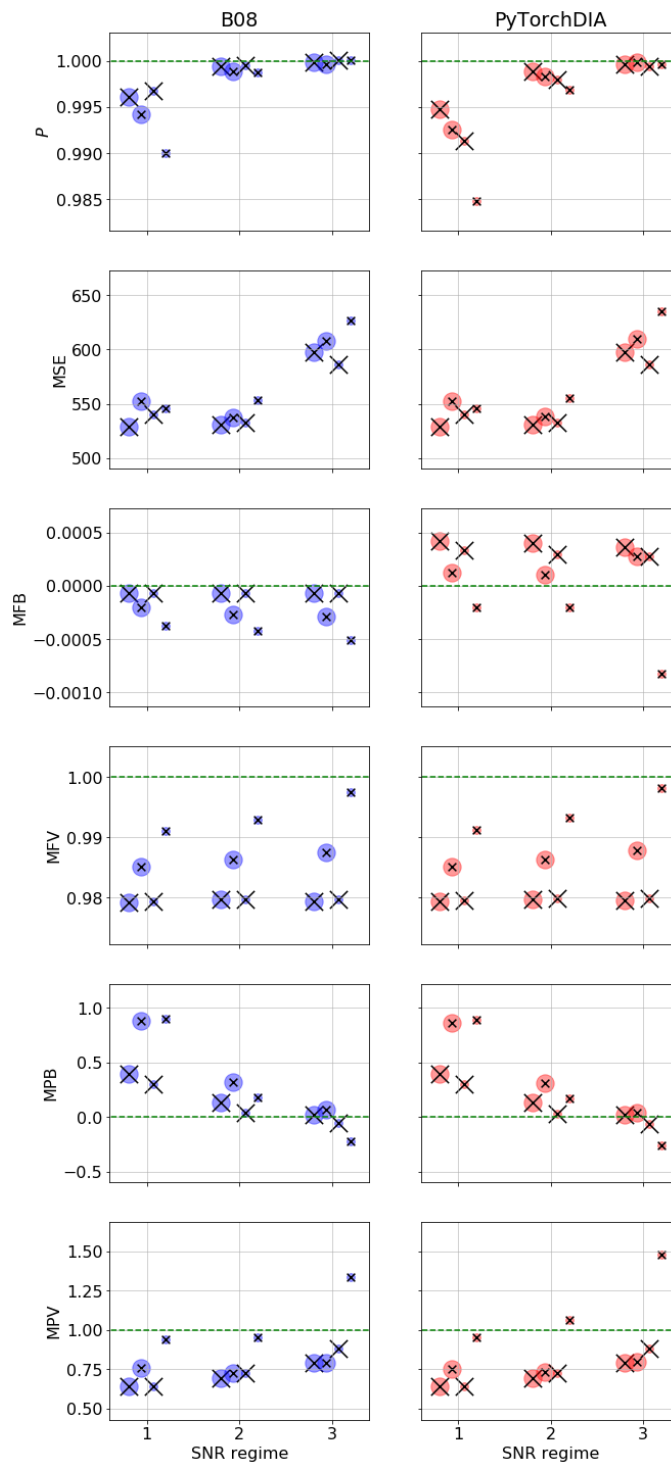 B08 PyTorchDIA
1.000
0.995
0.990
0.985
P
650
600
550
500
MSE
0.0005
0.0000
−0.0005
−0.0010
MFB
1.00
0.99
0.98
MFV
1.0
0.5
0.0
−0.5
MPB
1.50
1.25
1.00
0.75
0.50
MPV
1 2 3 1 2 3
SNR regime SNR regime